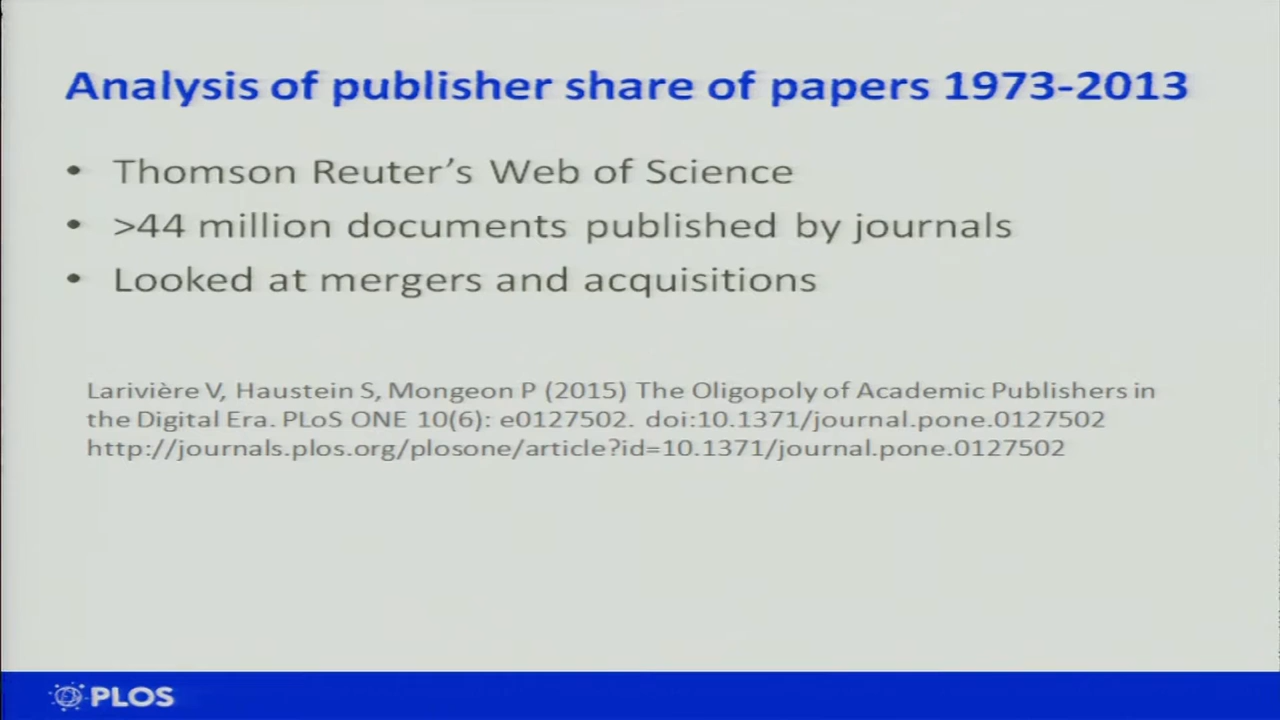 Analysis of publisher share of papers 1973-2013
• Thomson Reuter’s Web of Science
• >44 million documents published by journals
• Looked at mergers and acquisitions
Larivière V, Haustein S, Mongeon P (2015) The Oligopoly of Academic Publishers in
the Digital Era. PLoS ONE 10(6): e0127502. doi:10.1371/journal.pone.0127502
http://journals.plos.org/plosone/article?id=10.1371/journal.pone.0127502
PLOS